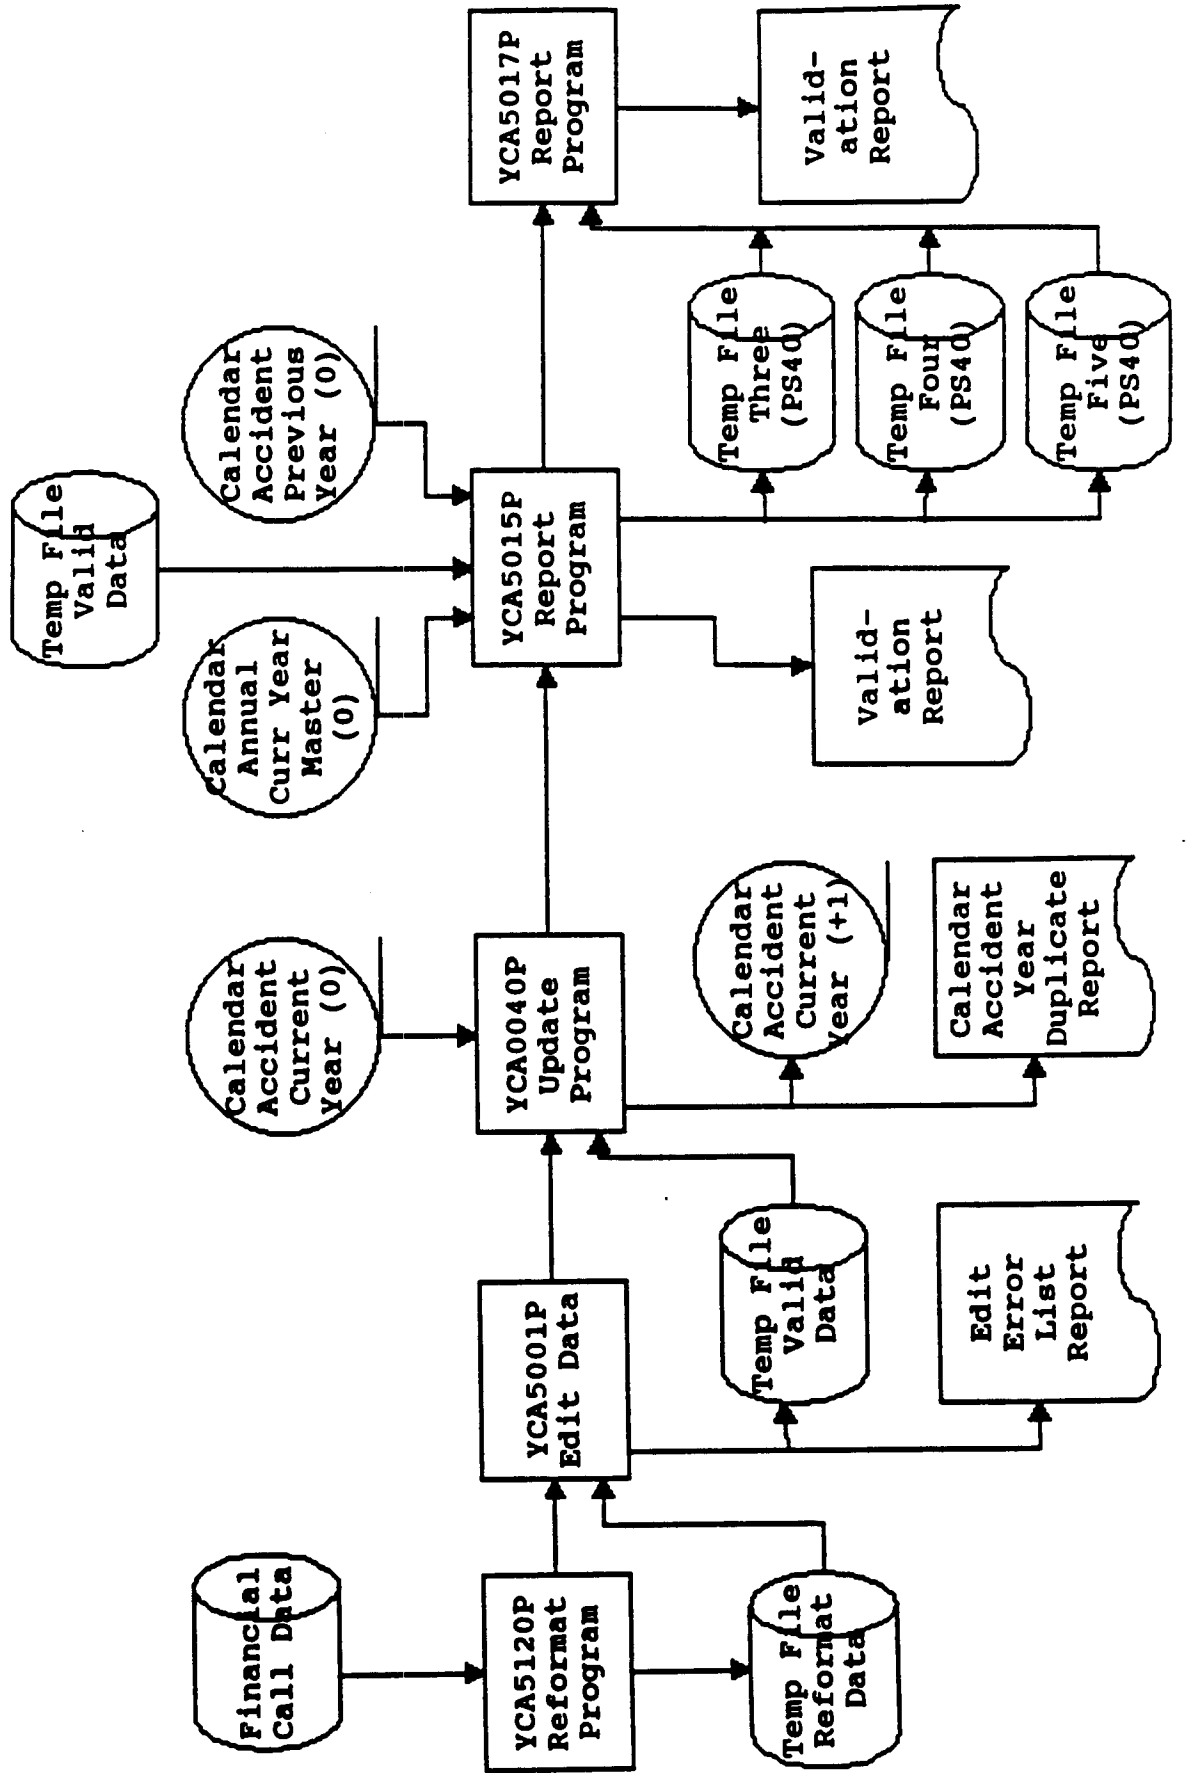 Financial
Call Data
YCA5120P
Reformat
Program
Temp File
Reformat
Data
YCA5001P
Edit Data
Temp File
Valid
Data
Edit
Error
List
Report
Calendar
Accident
Current
Year (0)
YCA0040P
Update
Program
Calendar
Accident
Current
Year (+1)
Calendar
Accident
Year
Duplicate
Report
Calendar
Annual
Curr Year
Master
(0)
Temp File
Valid
Data
Calendar
Accident
Previous
Year (0)
YCA5015P
Report
Program
Valid-
ation
Report
Temp File
Three
(PS40)
Temp File
Four
(PS40)
Temp File
Five
(PS40)
YCA5017P
Report
Program
Valid-
ation
Report